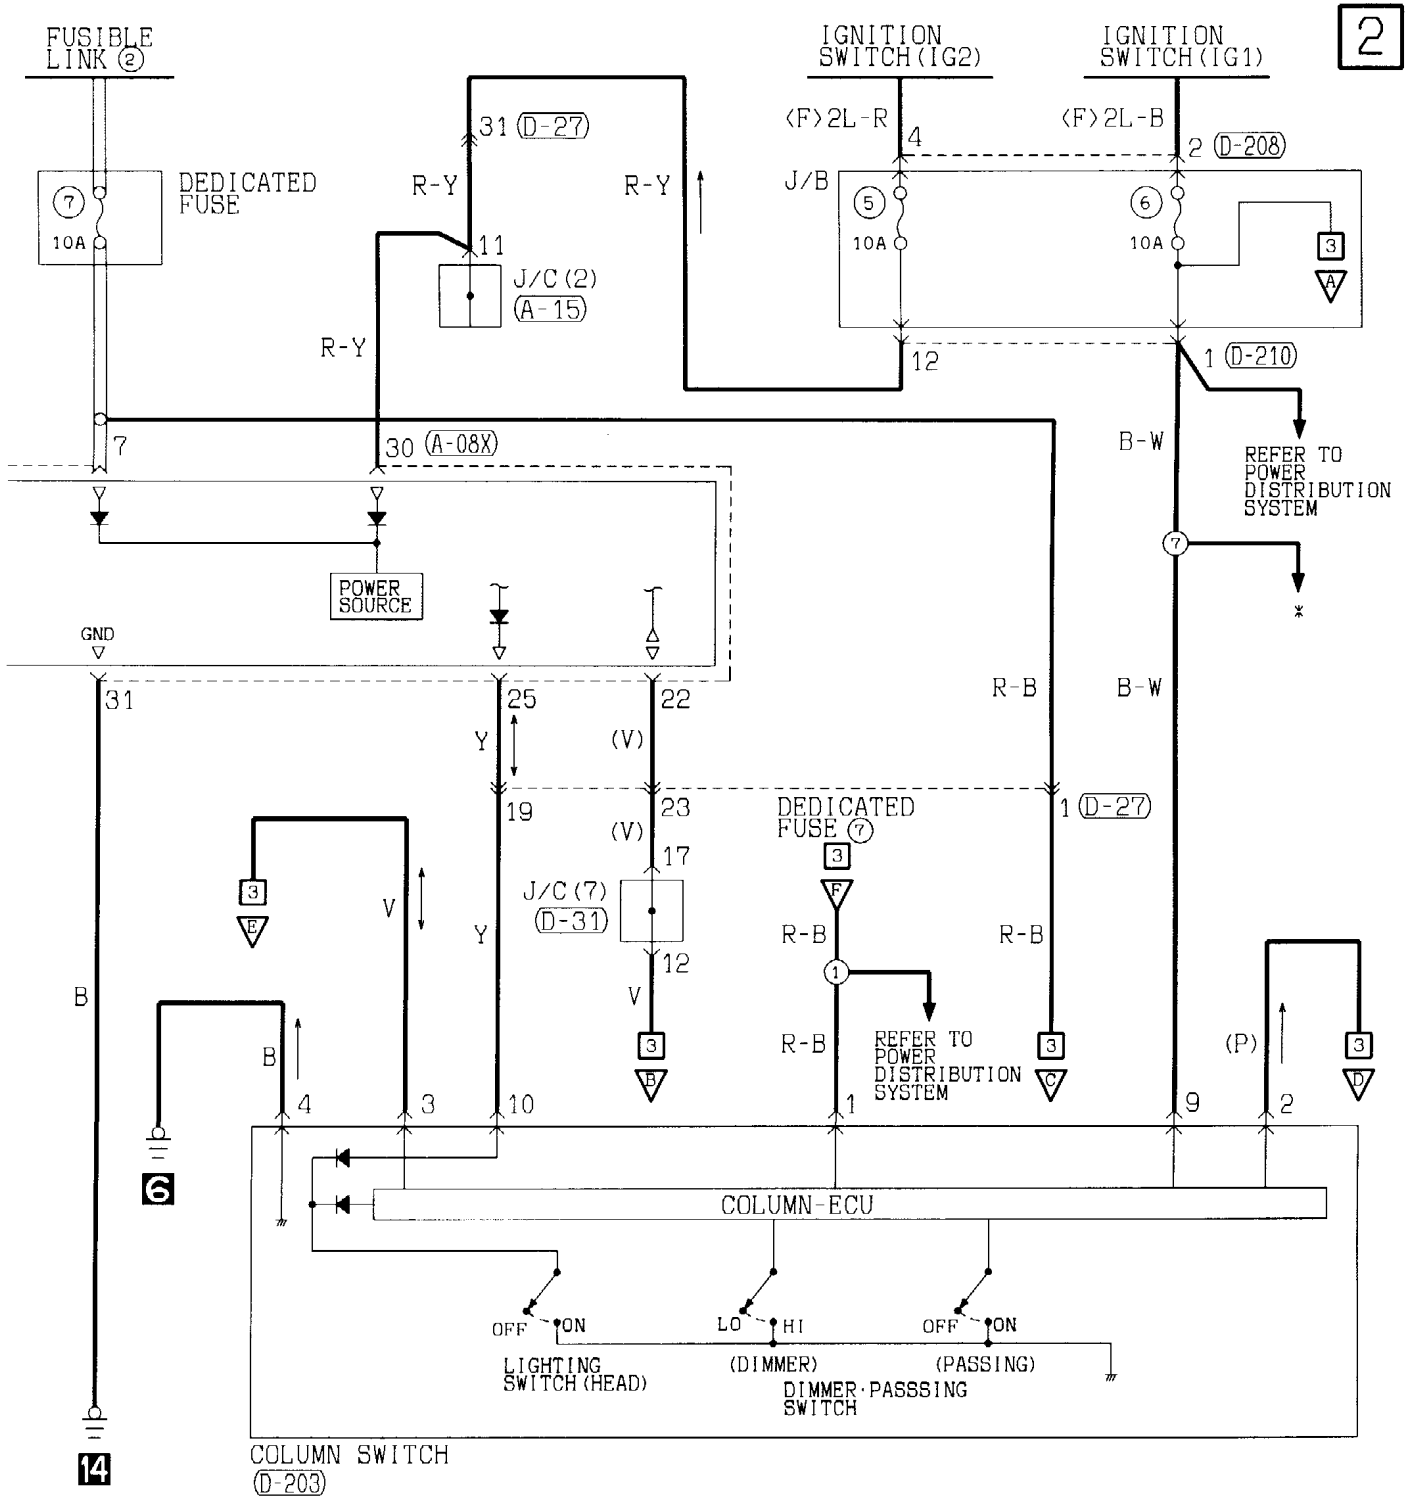 2
FUSIBLE
LINK ②
IGNITION
SWITCH(IG2)
IGNITION
SWITCH(IG1)
<F>2L-R
4
<F>2L-B
2 D-208
31 D-27
R-Y
R-Y
DEDICATED
FUSE
⑦
10A
J/B
⑤
10A
⑥
10A
3
A
11
J/C(2)
A-15
R-Y
12
1 D-210
7
30 A-08X
B-W
REFER TO
POWER
DISTRIBUTION
SYSTEM
⑦
*
POWER
SOURCE
GND
31
25
22
Y
(V)
R-B
B-W
19
23
1 D-27
(V)
17
DEDICATED
FUSE ⑦
3
F
3
E
V
J/C(7)
D-31
Y
R-B
R-B
12
①
B
V
B
3
B
R-B
REFER TO
POWER
DISTRIBUTION
SYSTEM
3
C
(P)
3
D
4
3
10
1
9
2
6
COLUMN-ECU
OFF
ON
LO
HI
OFF
ON
LIGHTING
SWITCH(HEAD)
(DIMMER)
(PASSING)
DIMMER·PASSSING
SWITCH
COLUMN SWITCH
D-203
14